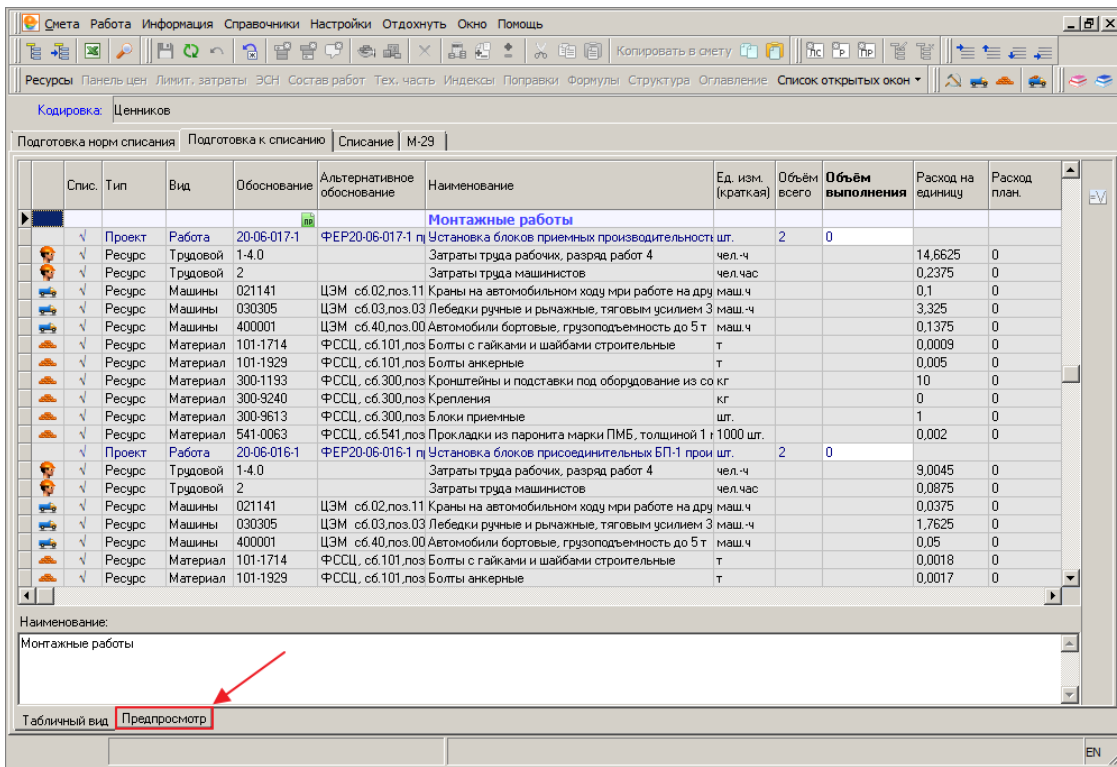 Смета Работа Информация Справочники Настройки Отдохнуть Окно Помощь
Копировать в смету
Ресурсы Панель цен Лимит. затраты ЭСН Состав работ Тех. часть Индексы Поправки Формулы Структура Оглавление Список открытых окон
Кодировка: Ценников
Подготовка норм списания Подготовка к списанию Списание М-29
Спис. Тип Вид Обоснование Альтернативное обоснование Наименование Ед. изм. (краткая) Объём всего Объём выполнения Расход на единицу Расход план.
Монтажные работы
√ Проект Работа 20-06-017-1 ФЕР20-06-017-1 Установка блоков приемных шт. 2 0
√ Ресурс Трудовой 1-4.0 Затраты труда рабочих, разряд работ 4 чел.-ч 14,6625 0
√ Ресурс Трудовой 2 Затраты труда машинистов чел.час 0,2375 0
√ Ресурс Машины 021141 ЦЭМ сб.02,поз.11 Краны на автомобильном ходу мри работе на дру маш.ч 0,1 0
√ Ресурс Машины 030305 ЦЭМ сб.03,поз.03 Лебедки ручные и рычажные, тяговым усилием 3 маш.-ч 3,325 0
√ Ресурс Машины 400001 ЦЭМ сб.40,поз.00 Автомобили бортовые, грузоподъемность до 5 т маш.ч 0,1375 0
√ Ресурс Материал 101-1714 ФССЦ, сб.101,поз Болты с гайками и шайбами строительные т 0,0009 0
√ Ресурс Материал 101-1929 ФССЦ, сб.101,поз Болты анкерные т 0,005 0
√ Ресурс Материал 300-1193 ФССЦ, сб.300,поз Кронштейны и подставки под оборудование из со кг 10 0
√ Ресурс Материал 300-9240 ФССЦ, сб.300,поз Крепления кг 0 0
√ Ресурс Материал 300-9613 ФССЦ, сб.300,поз Блоки приемные шт. 1 0
√ Ресурс Материал 541-0063 ФССЦ, сб.541,поз Прокладки из паронита марки ПМБ, толщиной 1 1000 шт. 0,002 0
√ Проект Работа 20-06-016-1 ФЕР20-06-016-1 Установка блоков присоединительных БП-1 прои шт. 2 0
√ Ресурс Трудовой 1-4.0 Затраты труда рабочих, разряд работ 4 чел.-ч 9,0045 0
√ Ресурс Трудовой 2 Затраты труда машинистов чел.час 0,0875 0
√ Ресурс Машины 021141 ЦЭМ сб.02,поз.11 Краны на автомобильном ходу мри работе на дру маш.ч 0,0375 0
√ Ресурс Машины 030305 ЦЭМ сб.03,поз.03 Лебедки ручные и рычажные, тяговым усилием 3 маш.-ч 1,7625 0
√ Ресурс Машины 400001 ЦЭМ сб.40,поз.00 Автомобили бортовые, грузоподъемность до 5 т маш.ч 0,05 0
√ Ресурс Материал 101-1714 ФССЦ, сб.101,поз Болты с гайками и шайбами строительные т 0,0018 0
√ Ресурс Материал 101-1929 ФССЦ, сб.101,поз Болты анкерные т 0,0017 0
Наименование:
Монтажные работы
Табличный вид Предпросмотр
EN